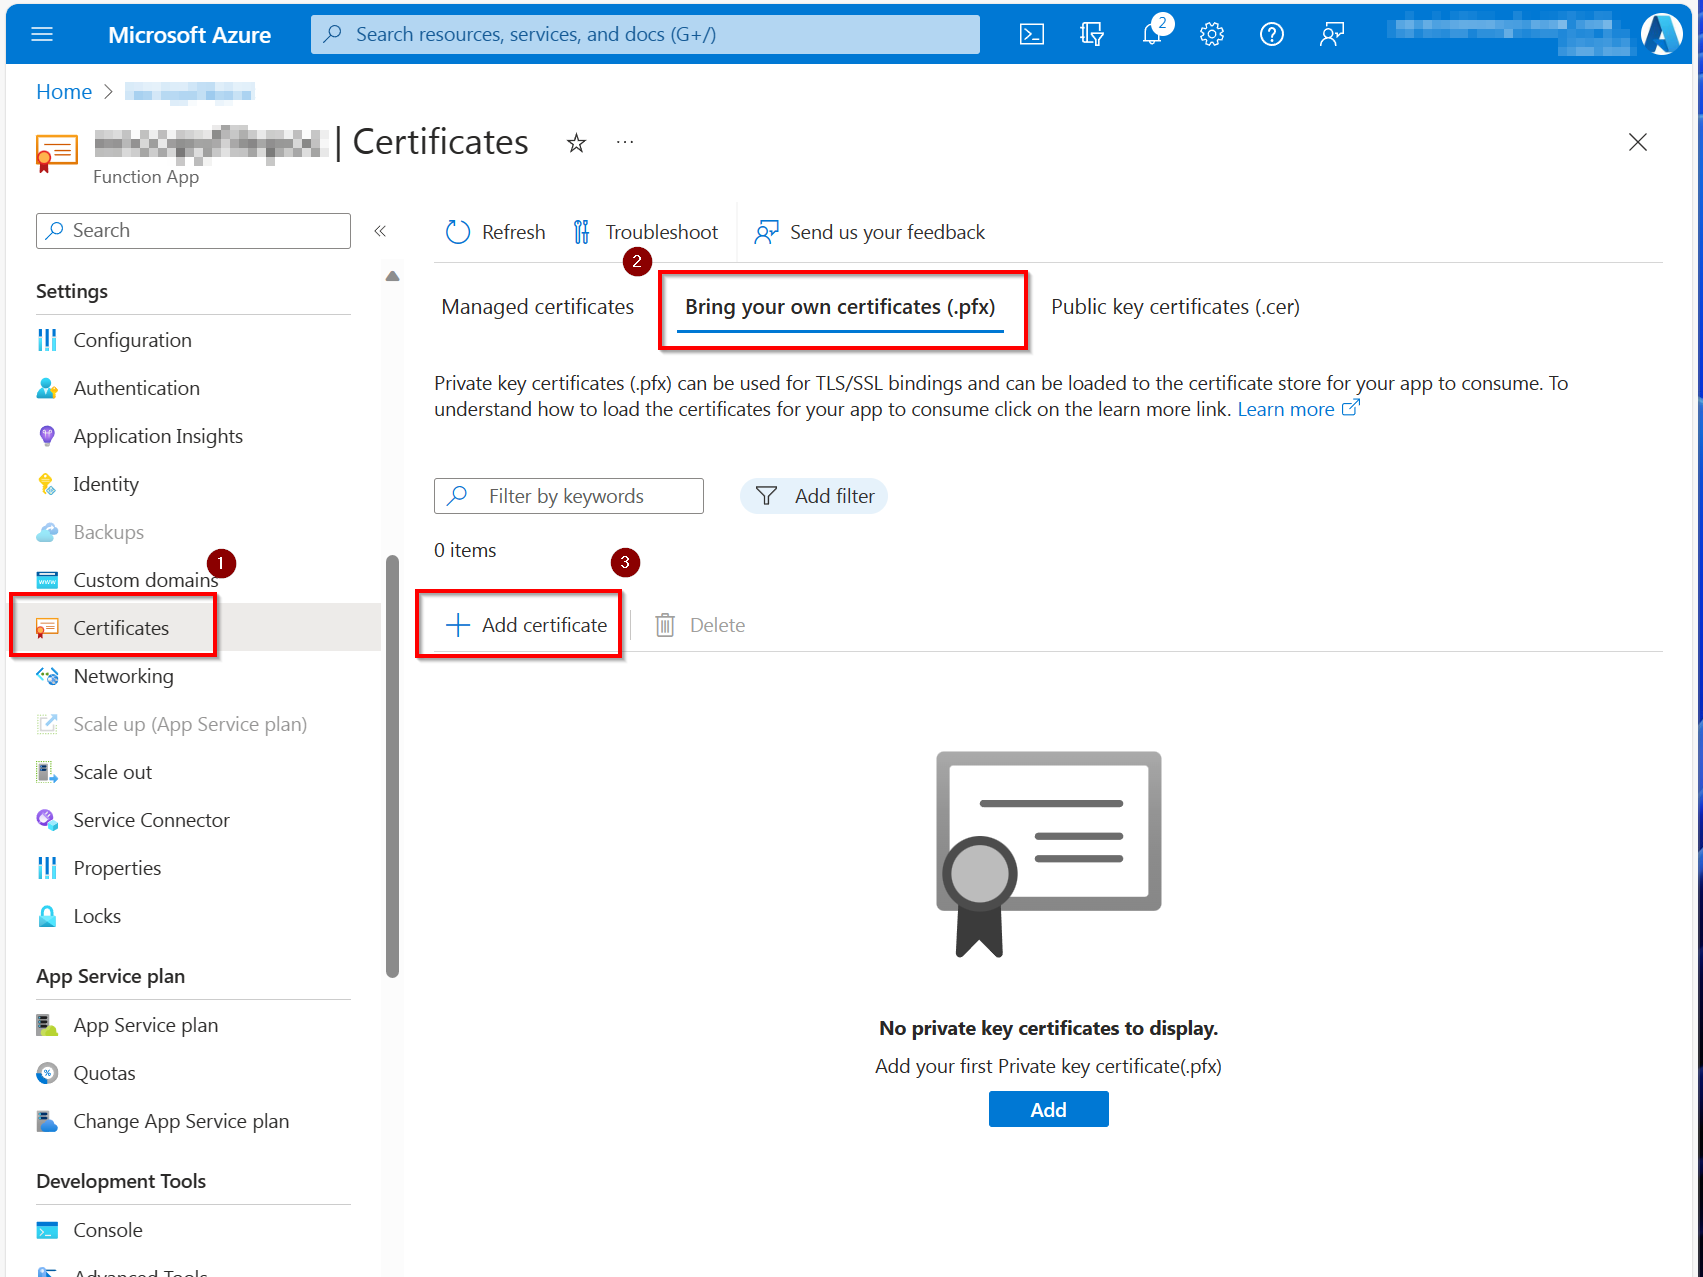 Microsoft Azure
Search resources, services, and docs (G+/)
2
Home >
| Certificates
Function App
Search
Refresh
Troubleshoot
Send us your feedback
2
Managed certificates
Bring your own certificates (.pfx)
Public key certificates (.cer)
Private key certificates (.pfx) can be used for TLS/SSL bindings and can be loaded to the certificate store for your app to consume. To
understand how to load the certificates for your app to consume click on the learn more link. Learn more
Filter by keywords
Add filter
0 items
3
Add certificate
Delete
No private key certificates to display.
Add your first Private key certificate(.pfx)
Add
Settings
Configuration
Authentication
Application Insights
Identity
Backups
1
Custom domains
Certificates
Networking
Scale up (App Service plan)
Scale out
Service Connector
Properties
Locks
App Service plan
App Service plan
Quotas
Change App Service plan
Development Tools
Console
Advanced Tools